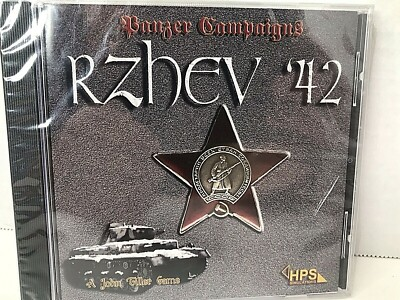 Panzer Campaigns
RZhEV '42
A John Tiller Game
HPS